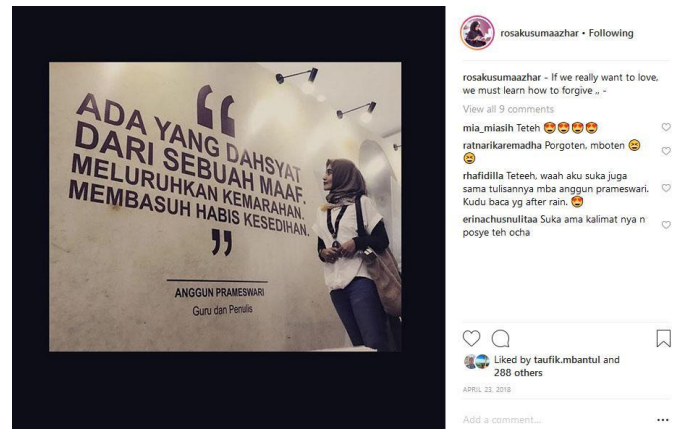 “
ADA YANG DAHSYAT
DARI SEBUAH MAAF.
MELURUHKAN KEMARAHAN.
MEMBASUH HABIS KESEDIHAN.
”
ANGGUN PRAMESWARI
Guru dan Penulis
rosakusumaazhar • Following
rosakusumaazhar - If we really want to love,
we must learn how to forgive ,, -
View all 9 comments
mia_miasih Teteh 😍😍😍😍
ratnarikaremadha Porgoten, mboten 😖
😖
rhafidilla Teteeh, waah aku suka juga
sama tulisannya mba anggun prameswari.
Kudu baca yg after rain. 😍
erinachusnulitaa Suka ama kalimat nya n
posye teh ocha
Liked by taufik.mbantul and
288 others
APRIL 23, 2018
Add a comment...